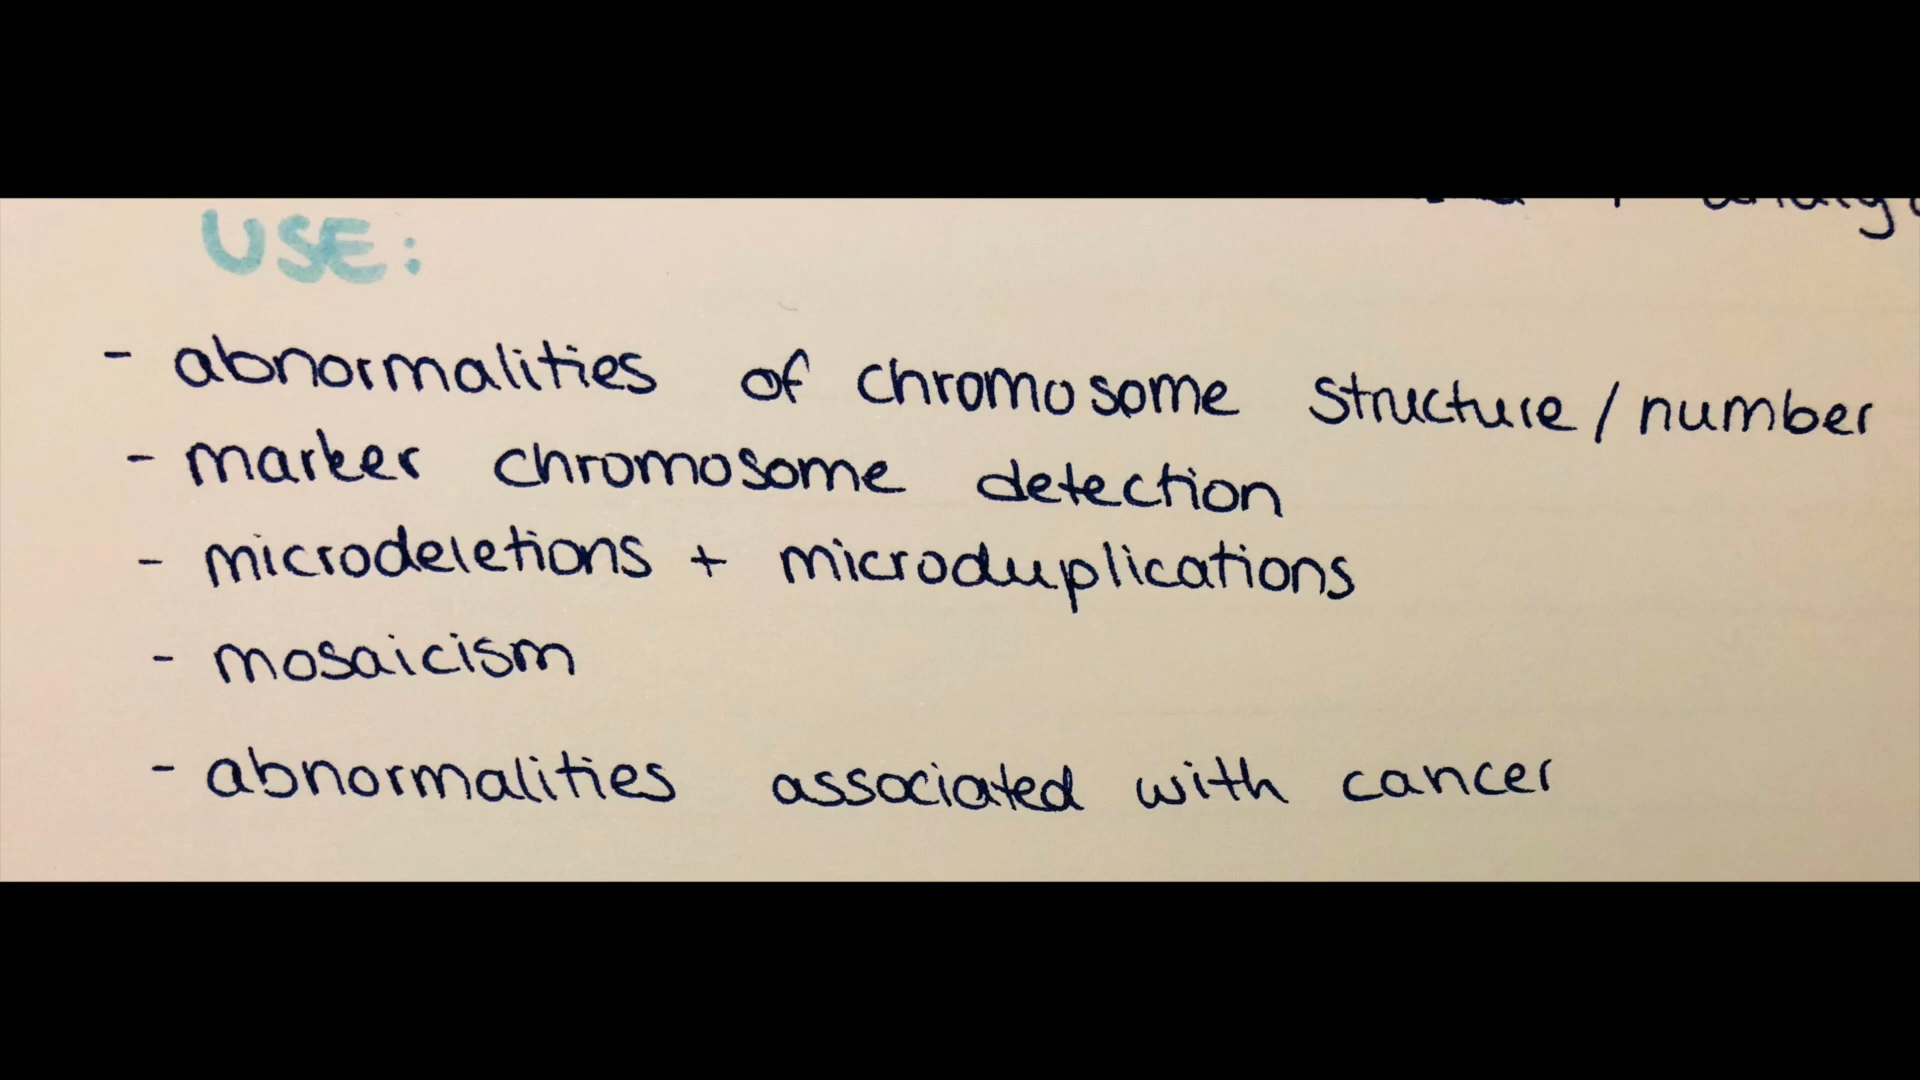 USE:
- abnormalities of chromosome structure / number
- marker chromosome detection
- microdeletions + microduplications
- mosaicism
- abnormalities associated with cancer